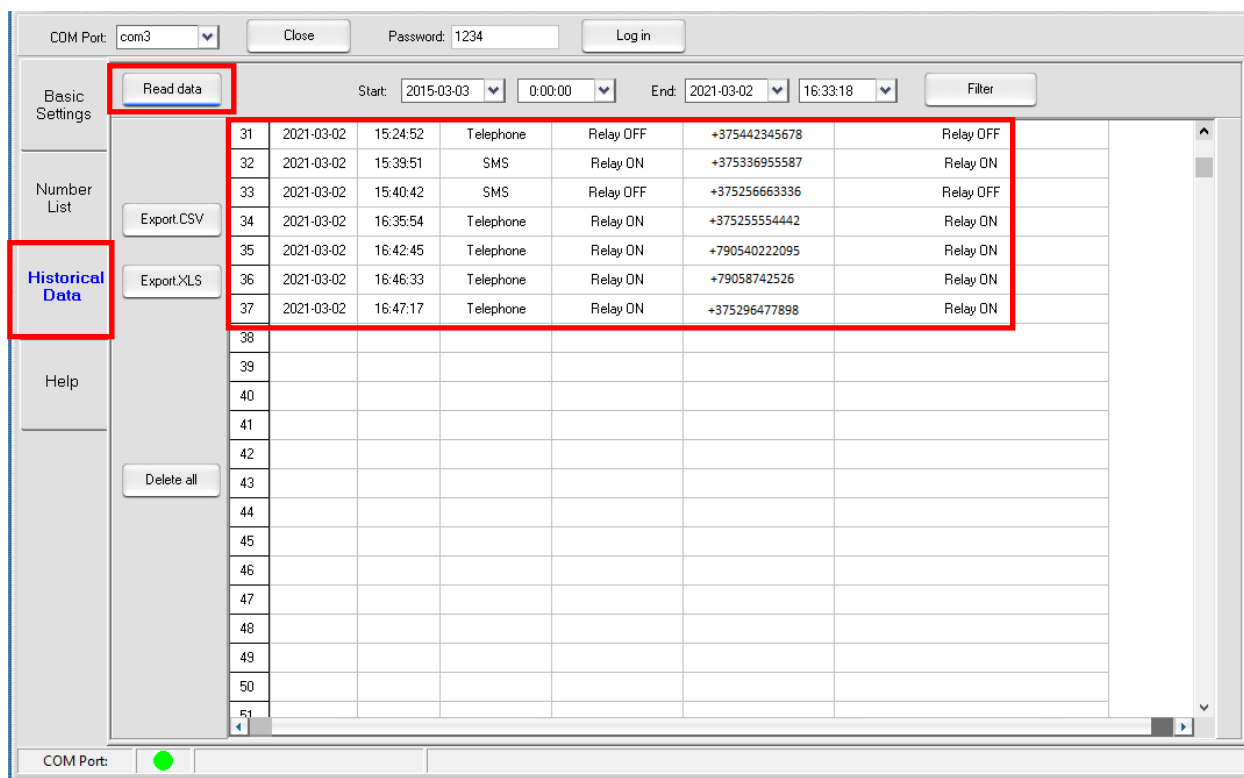 COM Port: com3 Close Password: 1234 Log in
Basic Settings
Number List
Historical Data
Help
Read data Start: 2015-03-03 0:00:00 End: 2021-03-02 16:33:18 Filter
Export.CSV
Export.XLS
Delete all
31 2021-03-02 15:24:52 Telephone Relay OFF +375442345678 Relay OFF
32 2021-03-02 15:39:51 SMS Relay ON +375336955587 Relay ON
33 2021-03-02 15:40:42 SMS Relay OFF +375256663336 Relay OFF
34 2021-03-02 16:35:54 Telephone Relay ON +375255554442 Relay ON
35 2021-03-02 16:42:45 Telephone Relay ON +790540222095 Relay ON
36 2021-03-02 16:46:33 Telephone Relay ON +79058742526 Relay ON
37 2021-03-02 16:47:17 Telephone Relay ON +375296477898 Relay ON
38
39
40
41
42
43
44
45
46
47
48
49
50
51
COM Port: